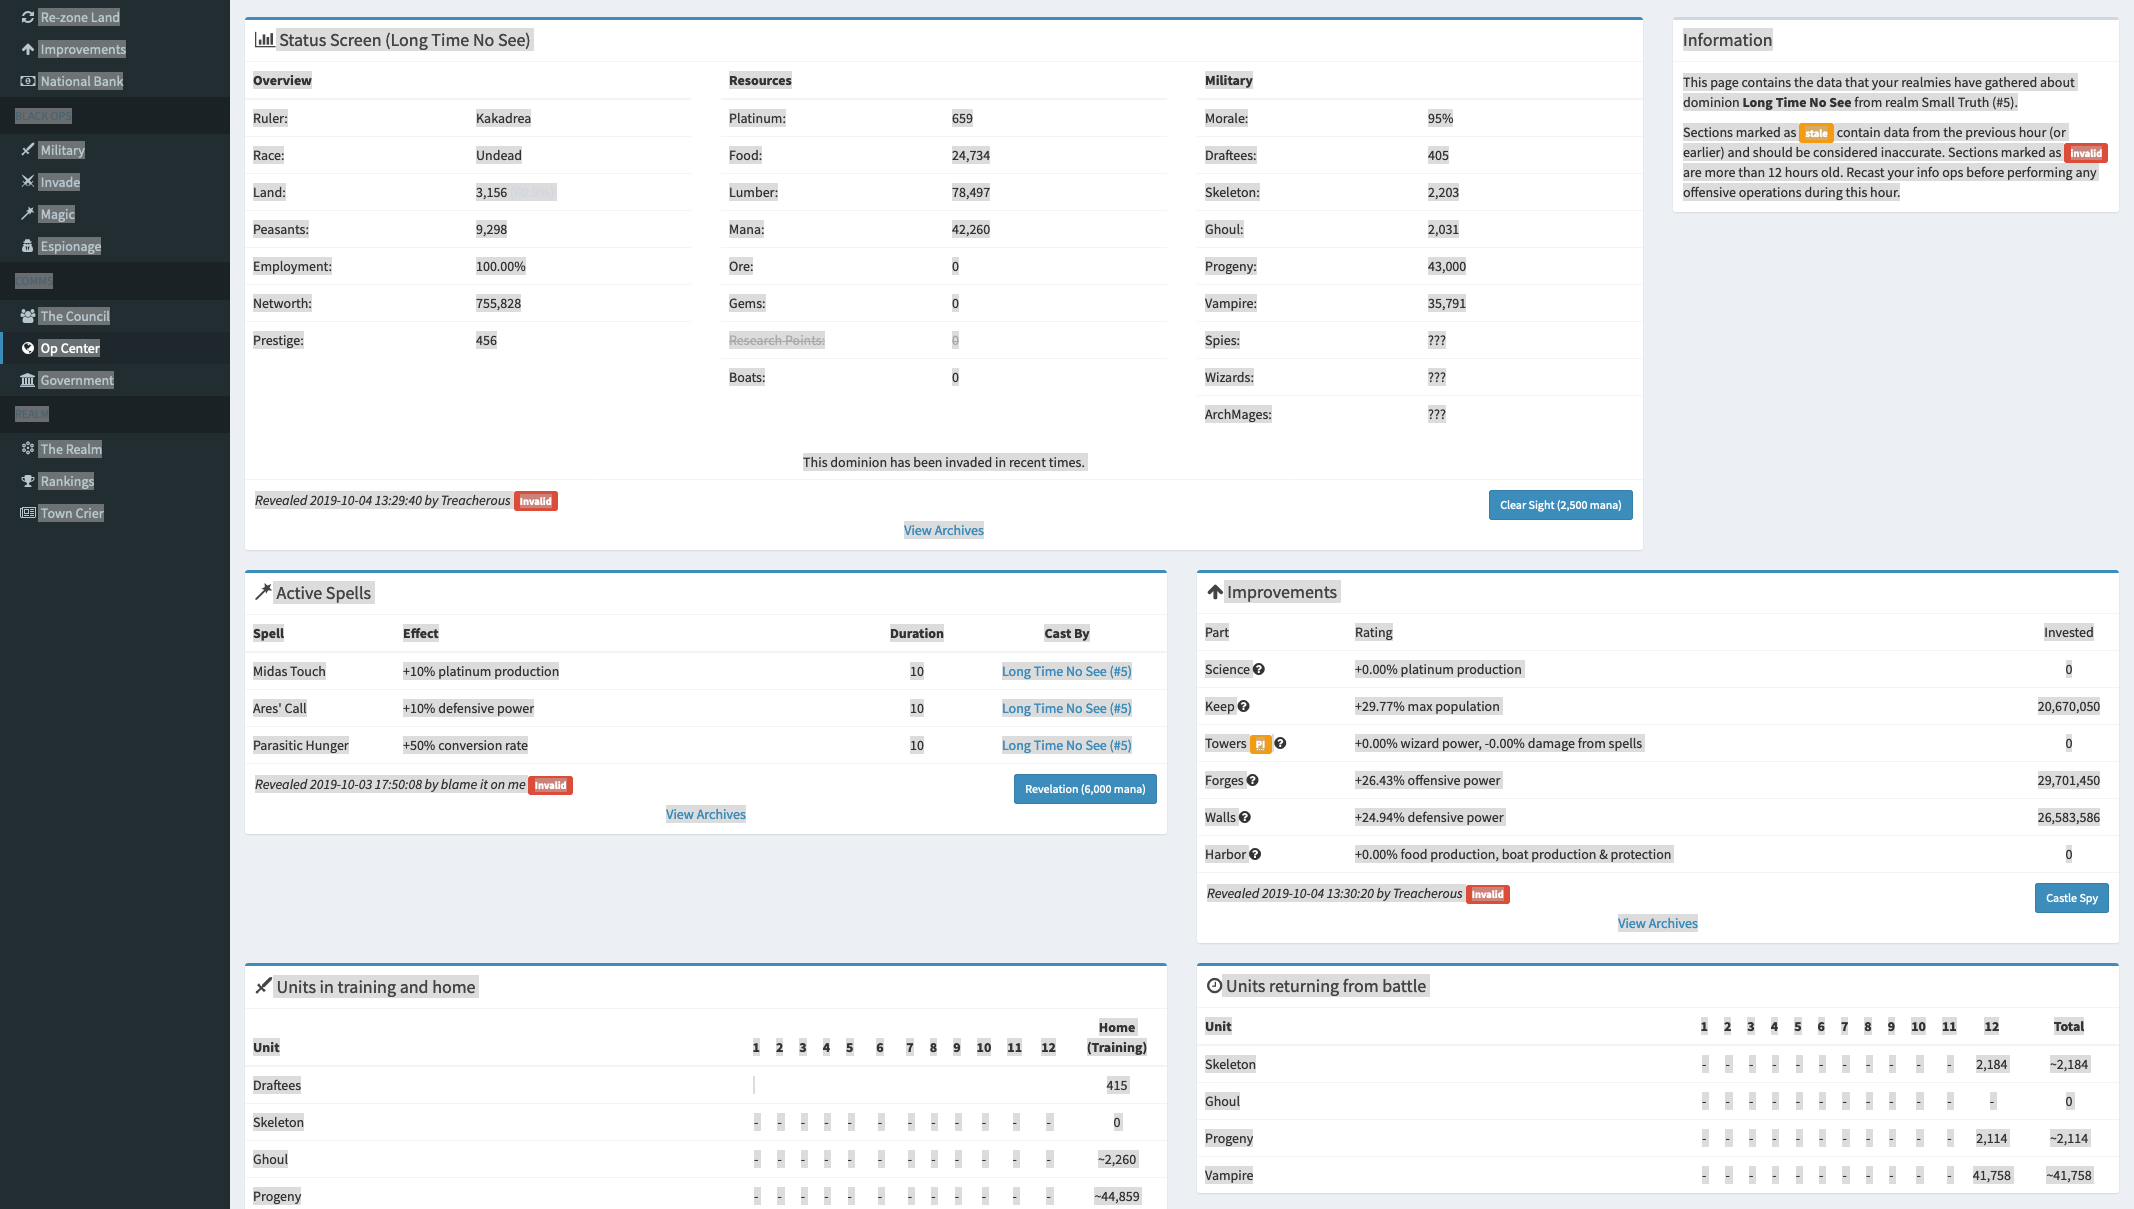 Re-zone Land
Improvements
National Bank
BLACK OPS
Military
Invade
Magic
Espionage
COMMS
The Council
Op Center
Government
REALM
The Realm
Rankings
Town Crier
Status Screen (Long Time No See)
Overview
Ruler: Kakadrea
Race: Undead
Land: 3,156
Peasants: 9,298
Employment: 100.00%
Networth: 755,828
Prestige: 456
Resources
Platinum: 659
Food: 24,734
Lumber: 78,497
Mana: 42,260
Ore: 0
Gems: 0
Research Points: 0
Boats: 0
Military
Morale: 95%
Draftees: 405
Skeleton: 2,203
Ghoul: 2,031
Progeny: 43,000
Vampire: 35,791
Spies: ???
Wizards: ???
ArchMages: ???
This dominion has been invaded in recent times.
Revealed 2019-10-04 13:29:40 by Treacherous Invalid
Clear Sight (2,500 mana)
View Archives
Information
This page contains the data that your realmies have gathered about
dominion Long Time No See from realm Small Truth (#5).
Sections marked as stale contain data from the previous hour (or
earlier) and should be considered inaccurate. Sections marked as invalid
are more than 12 hours old. Recast your info ops before performing any
offensive operations during this hour.
Active Spells
Spell Effect Duration Cast By
Midas Touch +10% platinum production 10 Long Time No See (#5)
Ares' Call +10% defensive power 10 Long Time No See (#5)
Parasitic Hunger +50% conversion rate 10 Long Time No See (#5)
Revealed 2019-10-03 17:50:08 by blame it on me Invalid
Revelation (6,000 mana)
View Archives
Improvements
Part Rating Invested
Science +0.00% platinum production 0
Keep +29.77% max population 20,670,050
Towers PI +0.00% wizard power, -0.00% damage from spells 0
Forges +26.43% offensive power 29,701,450
Walls +24.94% defensive power 26,583,586
Harbor +0.00% food production, boat production & protection 0
Revealed 2019-10-04 13:30:20 by Treacherous Invalid
Castle Spy
View Archives
Units in training and home
Unit 1 2 3 4 5 6 7 8 9 10 11 12 Home (Training)
Draftees 415
Skeleton - - - - - - - - - - - - 0
Ghoul - - - - - - - - - - - - ~2,260
Progeny - - - - - - - - - - - - ~44,859
Units returning from battle
Unit 1 2 3 4 5 6 7 8 9 10 11 12 Total
Skeleton - - - - - - - - - - - 2,184 ~2,184
Ghoul - - - - - - - - - - - - 0
Progeny - - - - - - - - - - - 2,114 ~2,114
Vampire - - - - - - - - - - - 41,758 ~41,758